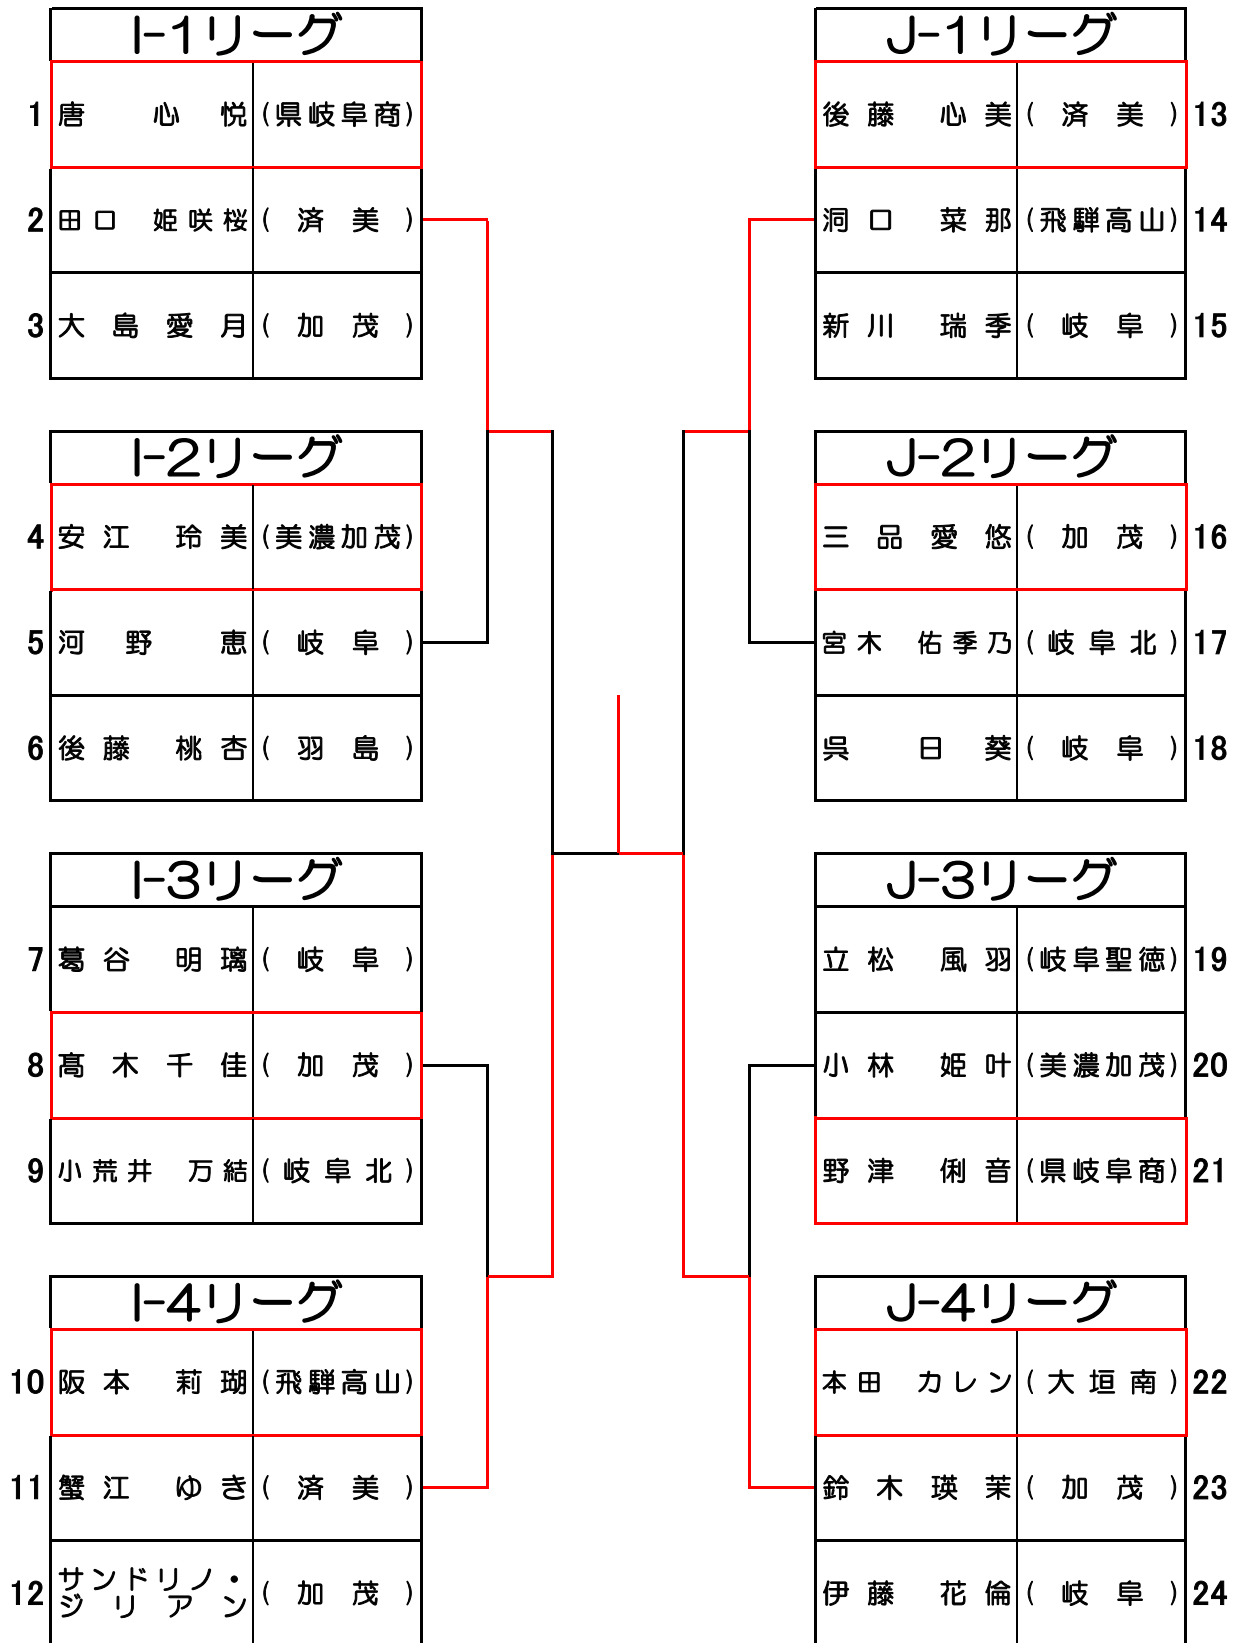 I-1リーグ
1 唐 心 悦 (県岐阜商)
2 田口 姫咲桜 (済美)
3 大島愛月 (加茂)
I-2リーグ
4 安江 玲美 (美濃加茂)
5 河野 恵 (岐阜)
6 後藤 桃杏 (羽島)
I-3リーグ
7 葛谷 明璃 (岐阜)
8 髙木千佳 (加茂)
9 小荒井 万結 (岐阜北)
I-4リーグ
10 阪本 莉瑚 (飛騨高山)
11 蟹江 ゆき (済美)
12 サンドリノ・
ジリアン (加茂)
J-1リーグ
後藤 心美 (済美) 13
洞口 菜那 (飛騨高山) 14
新川 瑞季 (岐阜) 15
J-2リーグ
三品愛悠 (加茂) 16
宮木 佑季乃 (岐阜北) 17
呉 日葵 (岐阜) 18
J-3リーグ
立松 風羽 (岐阜聖徳) 19
小林 姫叶 (美濃加茂) 20
野津 俐音 (県岐阜商) 21
J-4リーグ
本田 カレン (大垣南) 22
鈴木瑛茉 (加茂) 23
伊藤 花倫 (岐阜) 24